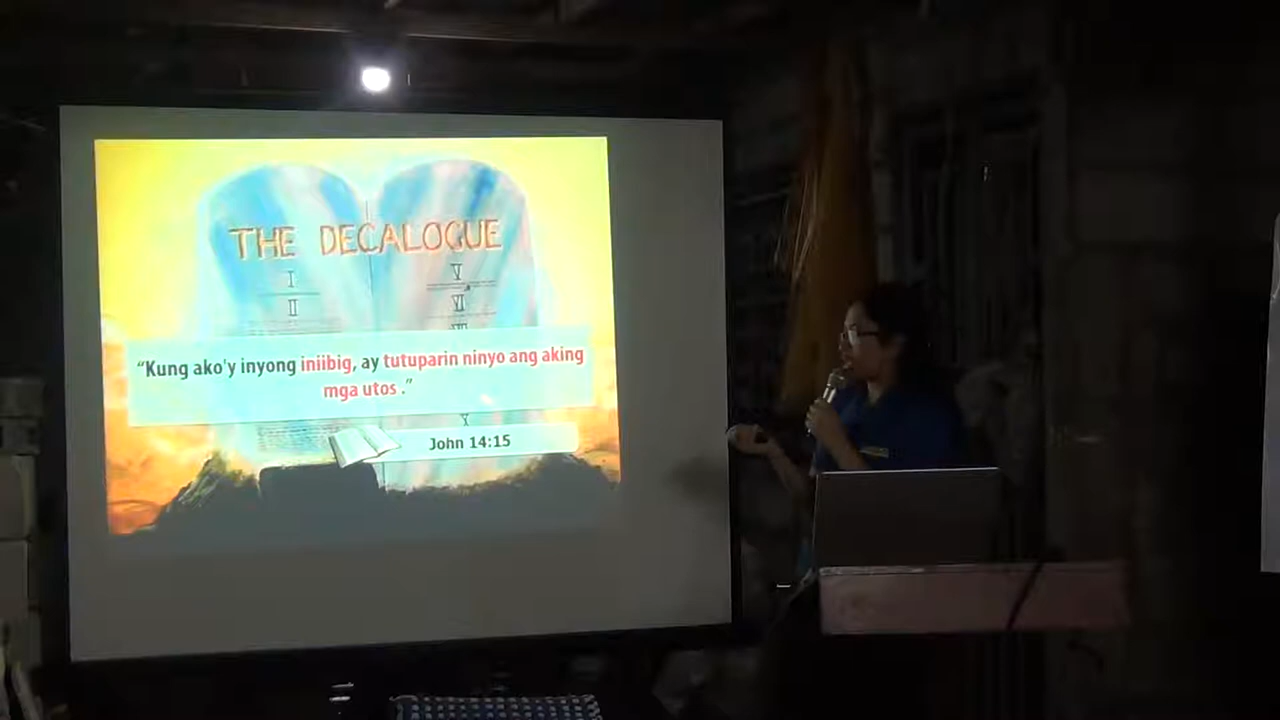 THE DECALOGUE
I
V
II
VI
"Kung ako'y inyong iniibig, ay tutuparin ninyo ang aking
mga utos ."
X
John 14:15